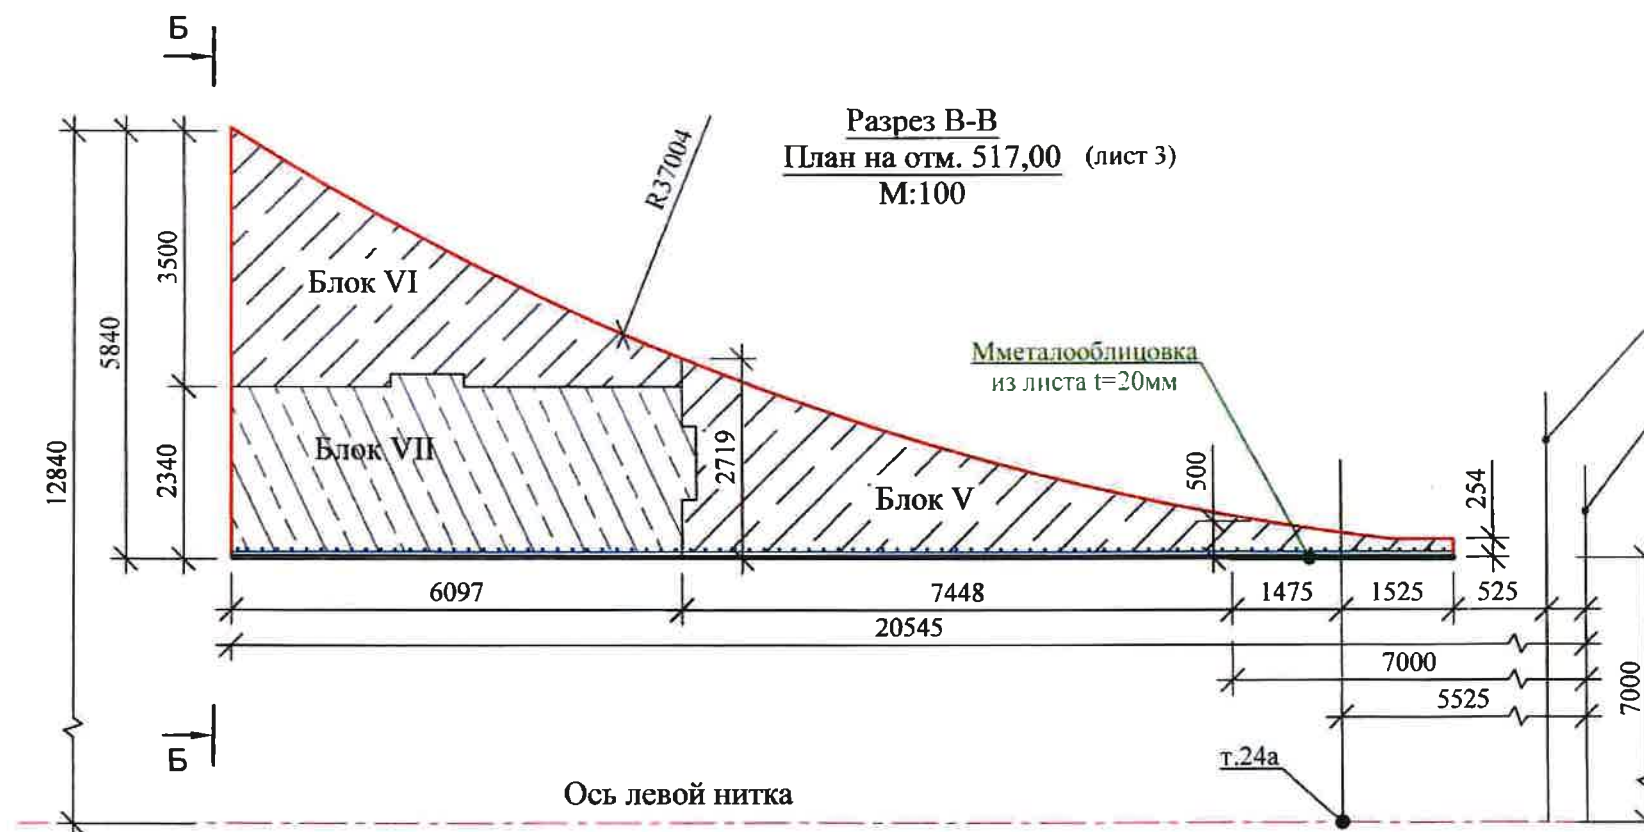 Б
Разрез В-В
План на отм. 517,00 (лист 3)
М:100
R37004
3500
Блок VI
5840
12840
2340
Блок VII
2719
Мметалооблицовка
из листа t=20мм
500
Блок V
254
6097
7448
1475
1525
525
20545
7000
5525
7000
Б
т.24а
Ось левой нитка